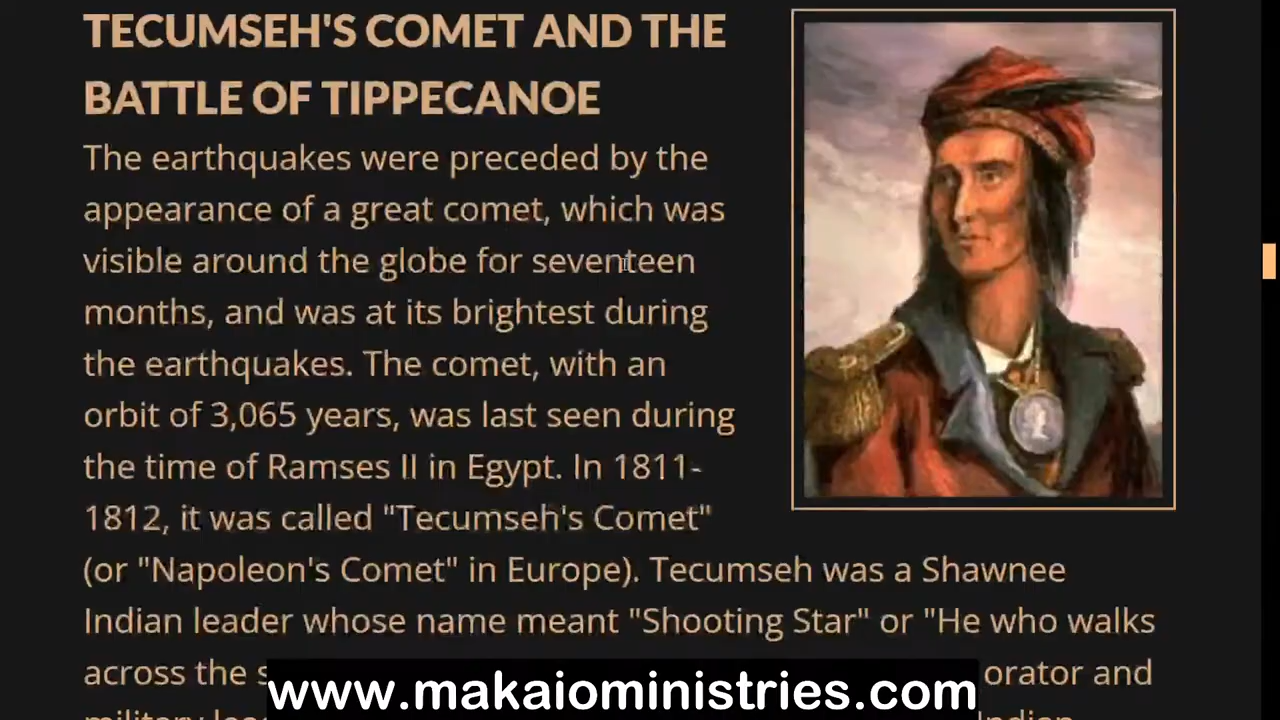 TECUMSEH'S COMET AND THE
BATTLE OF TIPPECANOE
The earthquakes were preceded by the
appearance of a great comet, which was
visible around the globe for seventeen
months, and was at its brightest during
the earthquakes. The comet, with an
orbit of 3,065 years, was last seen during
the time of Ramses II in Egypt. In 1811-
1812, it was called "Tecumseh's Comet"
(or "Napoleon's Comet" in Europe). Tecumseh was a Shawnee
Indian leader whose name meant "Shooting Star" or "He who walks
across the orator and
www.makaiominisries.com